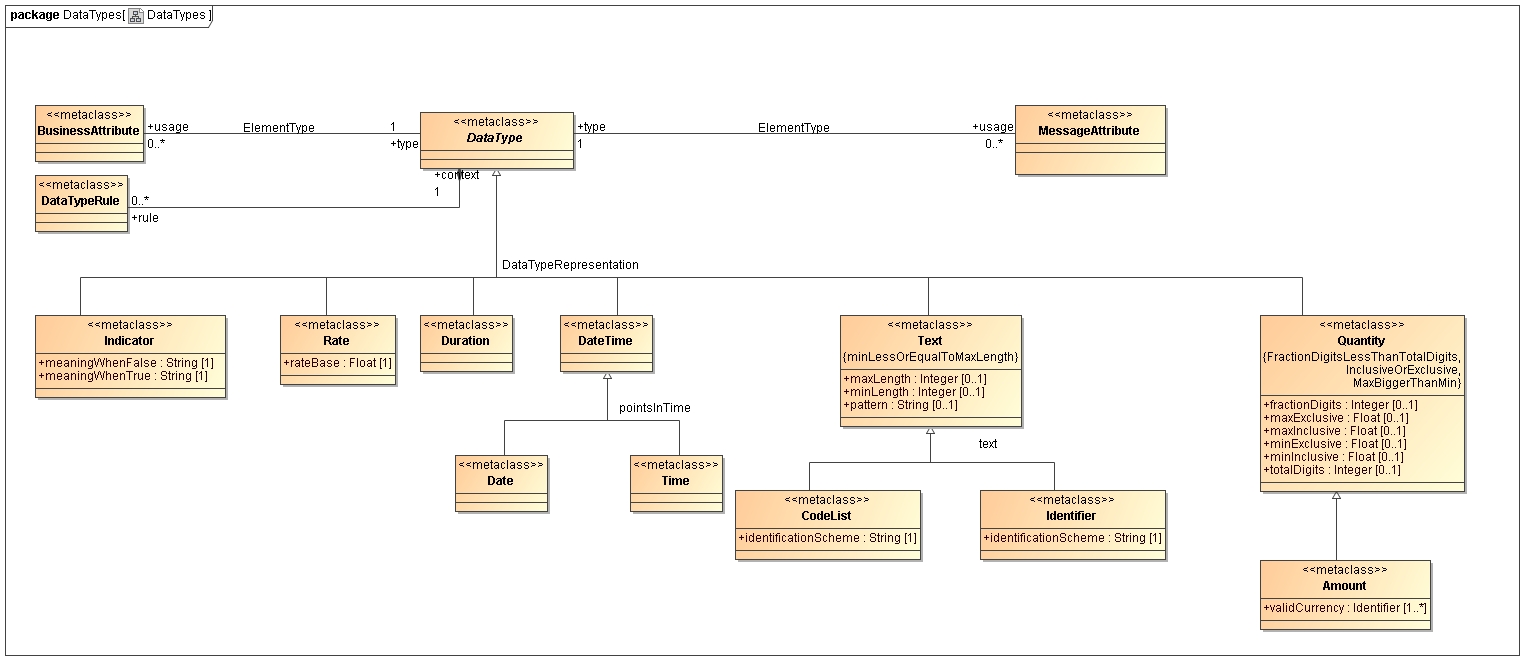 package DataTypes[ DataTypes ]
<<metaclass>>
BusinessAttribute
+usage
0..*
ElementType
1
+type
<<metaclass>>
DataType
+type
1
ElementType
+usage
0..*
<<metaclass>>
MessageAttribute
<<metaclass>>
DataTypeRule
0..*
+rule
+context
1
DataTypeRepresentation
<<metaclass>>
Indicator
+meaningWhenFalse : String [1]
+meaningWhenTrue : String [1]
<<metaclass>>
Rate
+rateBase : Float [1]
<<metaclass>>
Duration
<<metaclass>>
DateTime
<<metaclass>>
Text
{minLessOrEqualToMaxLength}
+maxLength : Integer [0..1]
+minLength : Integer [0..1]
+pattern : String [0..1]
<<metaclass>>
Quantity
{FractionDigitsLessThanTotalDigits,
InclusiveOrExclusive,
MaxBiggerThanMin}
+fractionDigits : Integer [0..1]
+maxExclusive : Float [0..1]
+maxInclusive : Float [0..1]
+minExclusive : Float [0..1]
+minInclusive : Float [0..1]
+totalDigits : Integer [0..1]
pointsInTime
<<metaclass>>
Date
<<metaclass>>
Time
text
<<metaclass>>
CodeList
+identificationScheme : String [1]
<<metaclass>>
Identifier
+identificationScheme : String [1]
<<metaclass>>
Amount
+validCurrency : Identifier [1..*]